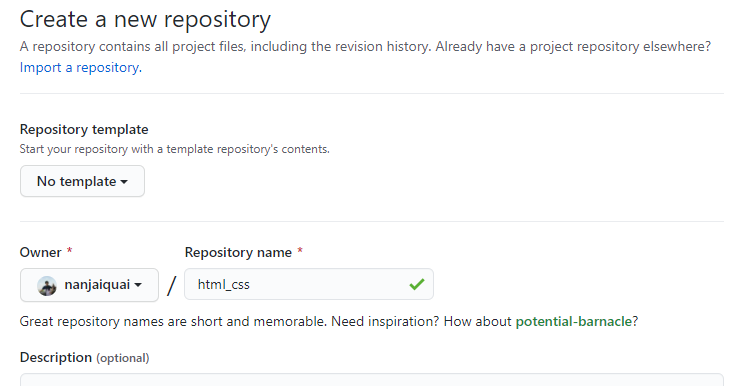 Create a new repository
A repository contains all project files, including the revision history. Already have a project repository elsewhere?
Import a repository.
Repository template
Start your repository with a template repository's contents.
No template
Owner * Repository name *
nanjaiquai / html_css
Great repository names are short and memorable. Need inspiration? How about potential-barnacle?
Description (optional)